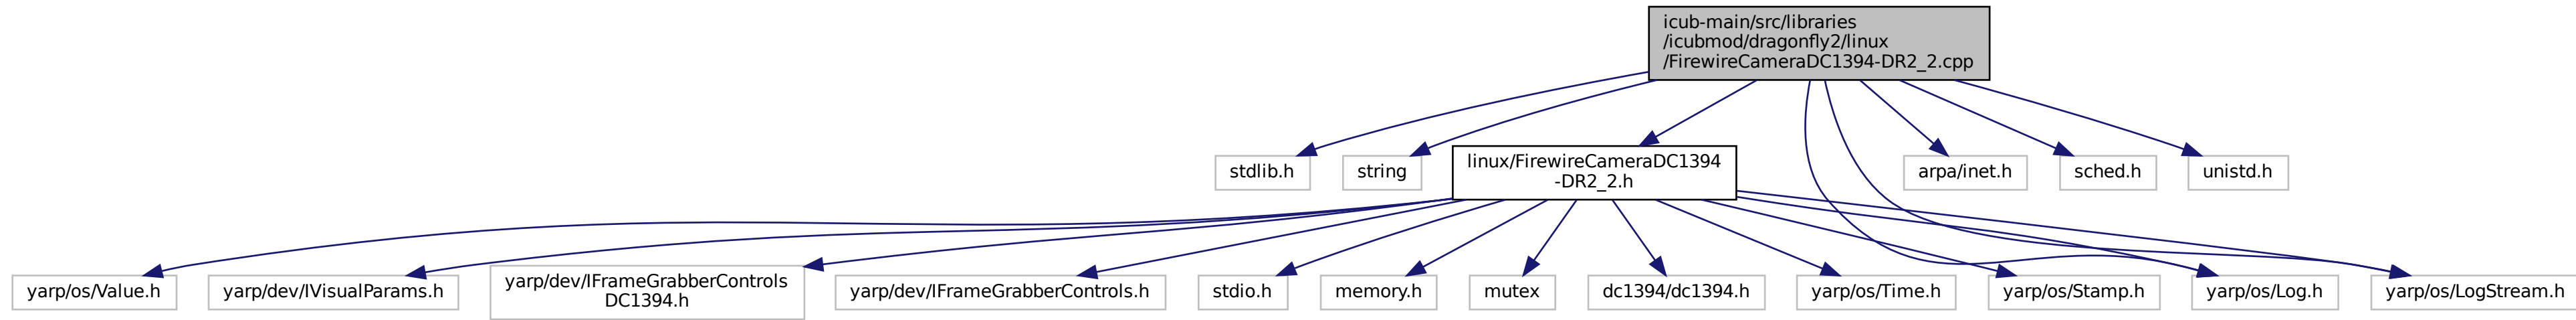 icub-main/src/libraries
/icubmod/dragonfly2/linux
/FirewireCameraDC1394-DR2_2.cpp
stdlib.h
string
linux/FirewireCameraDC1394
-DR2_2.h
arpa/inet.h
sched.h
unistd.h
yarp/os/Value.h
yarp/dev/IVisualParams.h
yarp/dev/IFrameGrabberControls
DC1394.h
yarp/dev/IFrameGrabberControls.h
stdio.h
memory.h
mutex
dc1394/dc1394.h
yarp/os/Time.h
yarp/os/Stamp.h
yarp/os/Log.h
yarp/os/LogStream.h